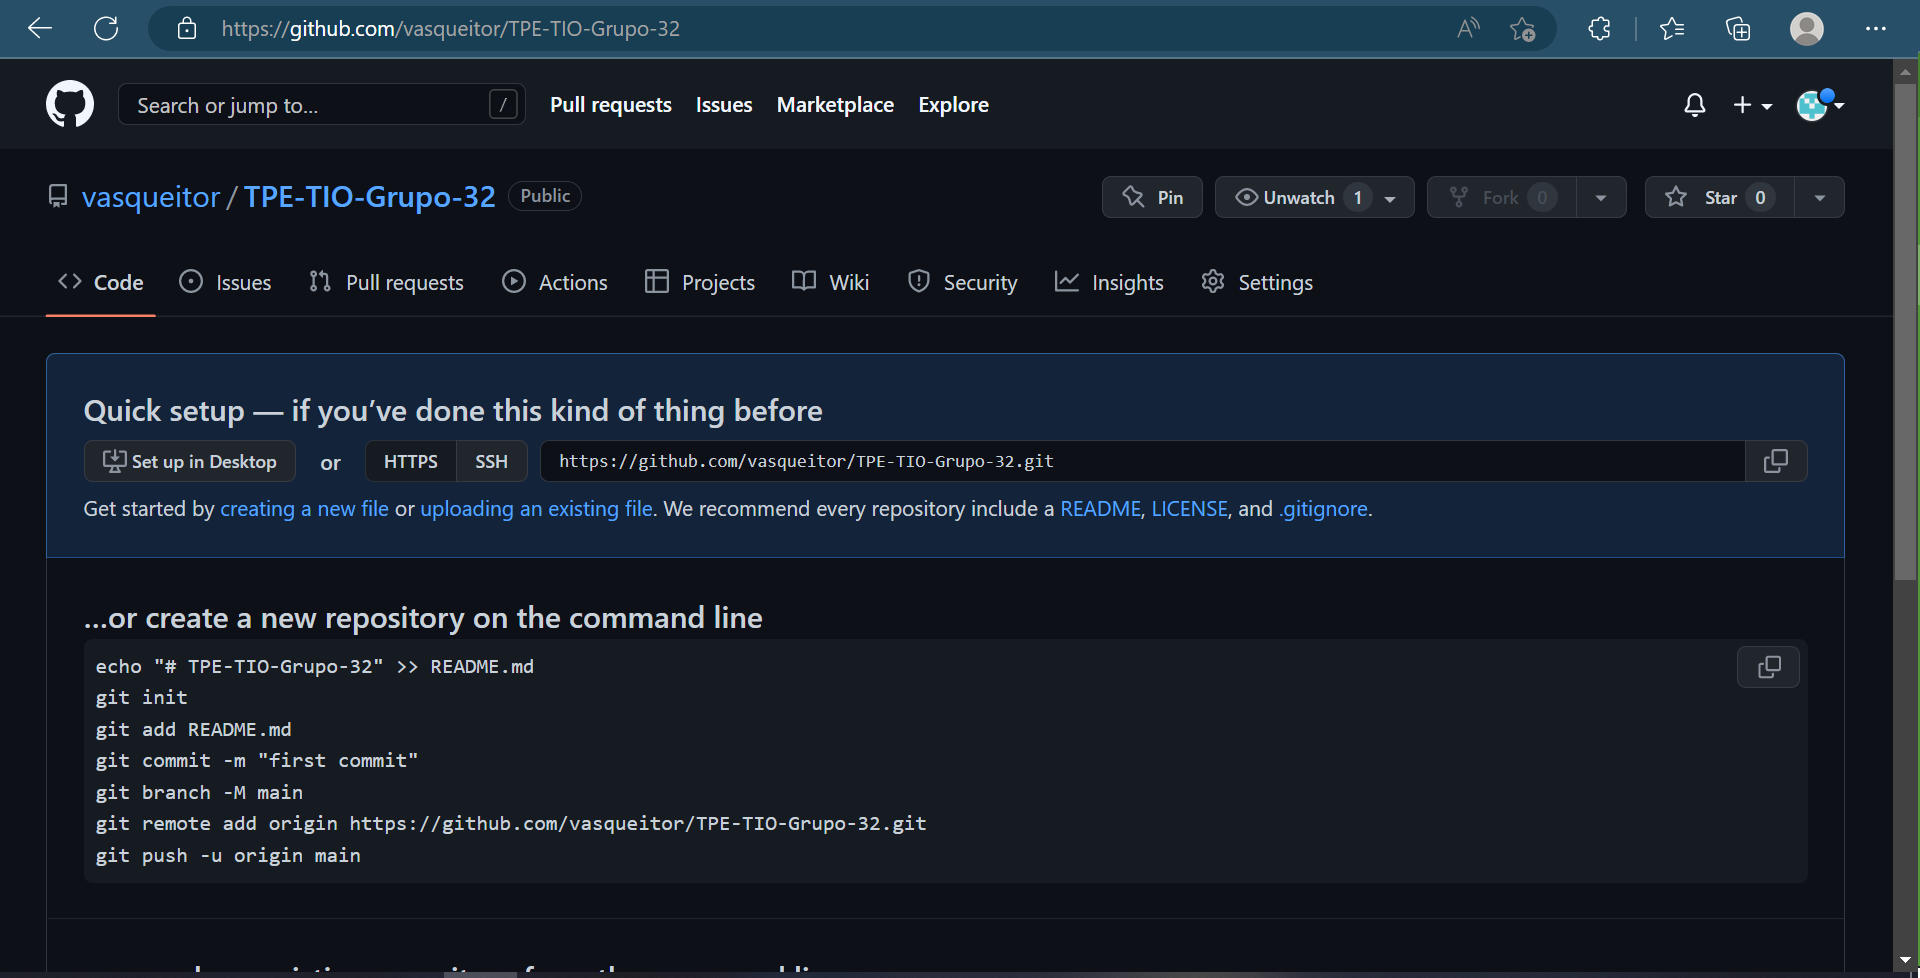 https://github.com/vasqueitor/TPE-TIO-Grupo-32
Search or jump to... /
Pull requests Issues Marketplace Explore
vasqueitor / TPE-TIO-Grupo-32 Public
Pin Unwatch 1 Fork 0 Star 0
Code Issues Pull requests Actions Projects Wiki Security Insights Settings
Quick setup — if you’ve done this kind of thing before
Set up in Desktop or HTTPS SSH https://github.com/vasqueitor/TPE-TIO-Grupo-32.git
Get started by creating a new file or uploading an existing file. We recommend every repository include a README, LICENSE, and .gitignore.
…or create a new repository on the command line
echo "# TPE-TIO-Grupo-32" >> README.md
git init
git add README.md
git commit -m "first commit"
git branch -M main
git remote add origin https://github.com/vasqueitor/TPE-TIO-Grupo-32.git
git push -u origin main